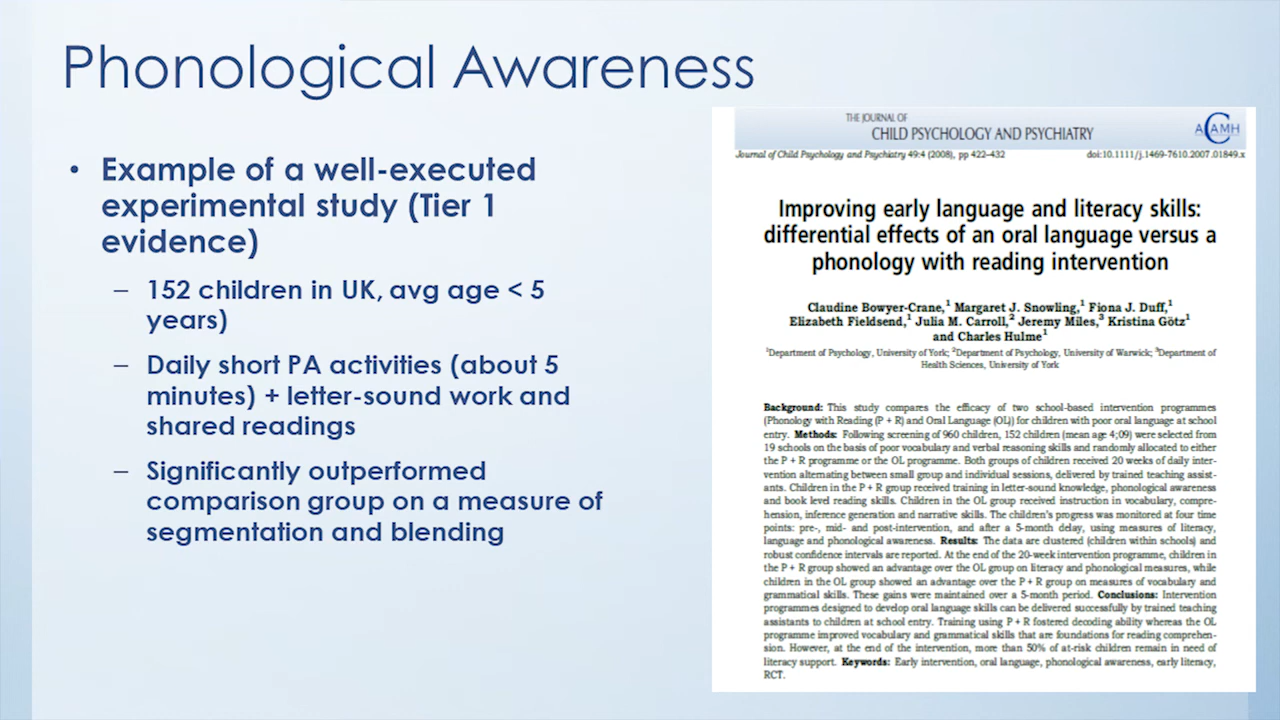 Phonological Awareness
• Example of a well-executed
experimental study (Tier 1
evidence)
– 152 children in UK, avg age < 5
years)
– Daily short PA activities (about 5
minutes) + letter-sound work and
shared readings
– Significantly outperformed
comparison group on a measure of
segmentation and blending
THE JOURNAL OF
CHILD PSYCHOLOGY AND PSYCHIATRY
ACAMH
Journal of Child Psychology and Psychiatry 49:4 (2008), pp 422–432
doi:10.1111/j.1469-7610.2007.01849.x
Improving early language and literacy skills:
differential effects of an oral language versus a
phonology with reading intervention
Claudine Bowyer-Crane,1 Margaret J. Snowling,1 Fiona J. Duff,1
Elizabeth Fieldsend,1 Julia M. Carroll,2 Jeremy Miles,3 Kristina Götz1
and Charles Hulme1
1Department of Psychology, University of York; 2Department of Psychology, University of Warwick; 3Department of
Health Sciences, University of York
Background: This study compares the efficacy of two school-based intervention programmes
(Phonology with Reading (P + R) and Oral Language (OL)) for children with poor oral language at school
entry. Methods: Following screening of 960 children, 152 children (mean age 4;09) were selected from
19 schools on the basis of poor vocabulary and verbal reasoning skills and randomly allocated to either
the P + R programme or the OL programme. Both groups of children received 20 weeks of daily inter-
vention alternating between small group and individual sessions, delivered by trained teaching assist-
ants. Children in the P + R group received training in letter-sound knowledge, phonological awareness
and book level reading skills. Children in the OL group received instruction in vocabulary, compre-
hension, inference generation and narrative skills. The children's progress was monitored at four time
points: pre-, mid- and post-intervention, and after a 5-month delay, using measures of literacy,
language and phonological awareness. Results: The data are clustered (children within schools) and
robust confidence intervals are reported. At the end of the 20-week intervention programme, children in
the P + R group showed an advantage over the OL group on literacy and phonological measures, while
children in the OL group showed an advantage over the P + R group on measures of vocabulary and
grammatical skills. These gains were maintained over a 5-month period. Conclusions: Intervention
programmes designed to develop oral language skills can be delivered successfully by trained teaching
assistants to children at school entry. Training using P + R fostered decoding ability whereas the OL
programme improved vocabulary and grammatical skills that are foundations for reading comprehen-
sion. However, at the end of the intervention, more than 50% of at-risk children remain in need of
literacy support. Keywords: Early intervention, oral language, phonological awareness, early literacy,
RCT.